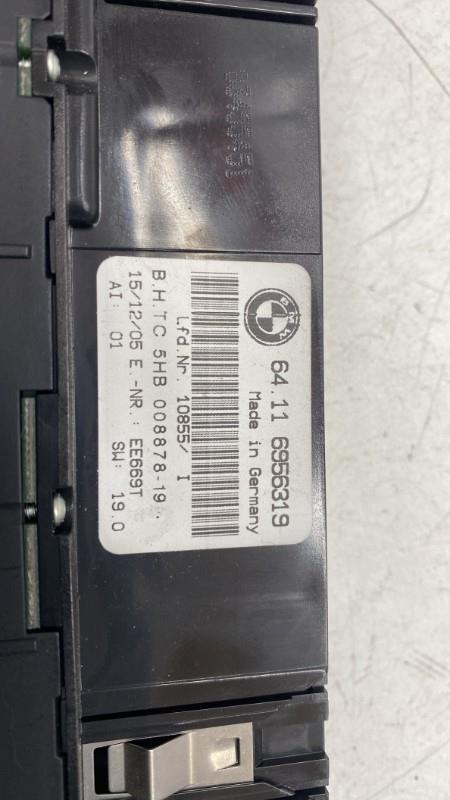 BMW
64.11 6956319
Made in Germany
Lfd.Nr. 10855/ I
B.H.TC 5HB 008878-19
15/12/05 E.-NR.: EE669T
AI: 01 SW: 19.0